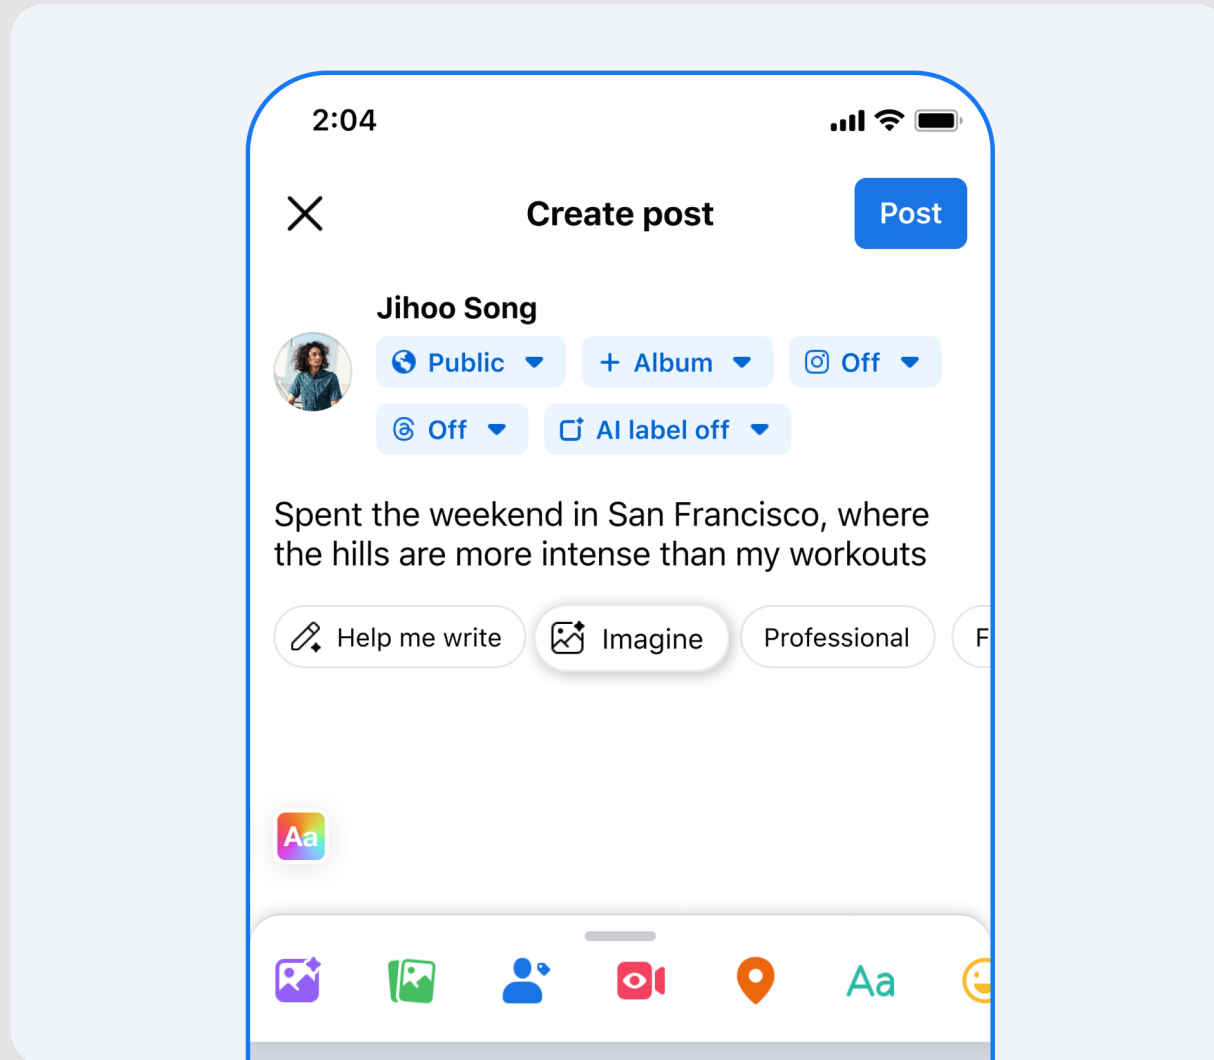 2:04
Create post
Post
Jihoo Song
Public
+ Album
Off
Off
AI label off
Spent the weekend in San Francisco, where
the hills are more intense than my workouts
Help me write
Imagine
Professional
F
Aa
Aa